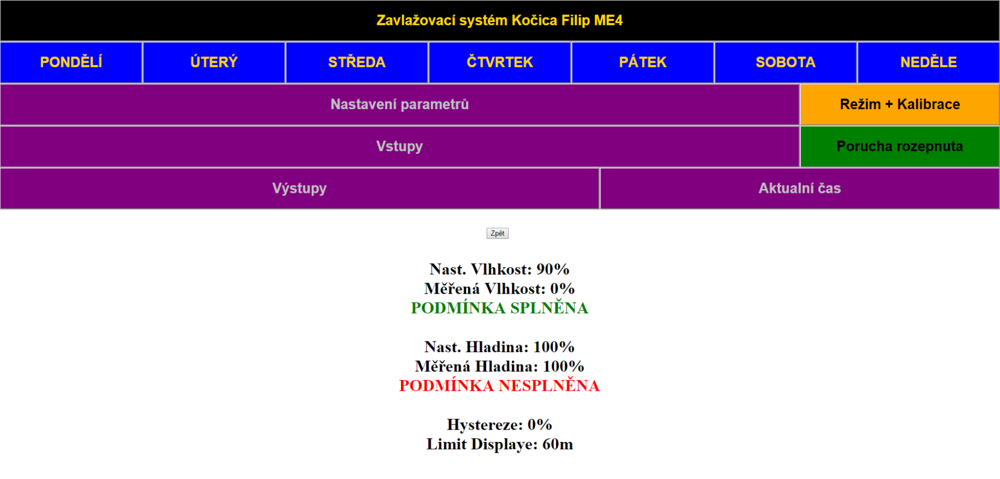 Zavlažovací systém Kočica Filip ME4
PONDĚLÍ ÚTERÝ STŘEDA ČTVRTEK PÁTEK SOBOTA NEDĚLE
Nastavení parametrů Režim + Kalibrace
Vstupy Porucha rozepnuta
Výstupy Aktualní čas
Zpět
Nast. Vlhkost: 90%
Měřená Vlhkost: 0%
PODMÍNKA SPLNĚNA
Nast. Hladina: 100%
Měřená Hladina: 100%
PODMÍNKA NESPLNĚNA
Hystereze: 0%
Limit Displaye: 60m